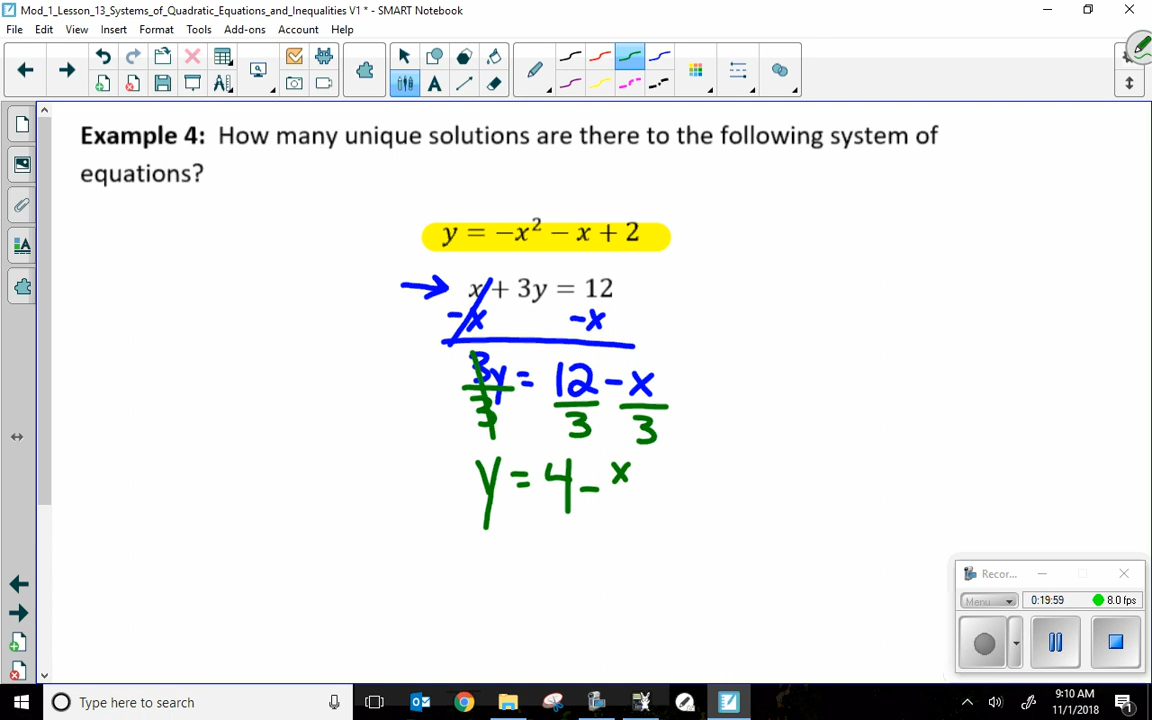 Mod_1_Lesson_13_Systems_of_Quadratic_Equations_and_Inequalities V1 * - SMART Notebook
File Edit View Insert Format Tools Add-ons Account Help
Example 4: How many unique solutions are there to the following system of
equations?
y = −x² − x + 2
→ x + 3y = 12
-x -x
3y = 12 - x
3 3 3
y = 4 - x
Recor...
Menu 0:19:59 8.0 fps
Type here to search
9:10 AM
11/1/2018
1